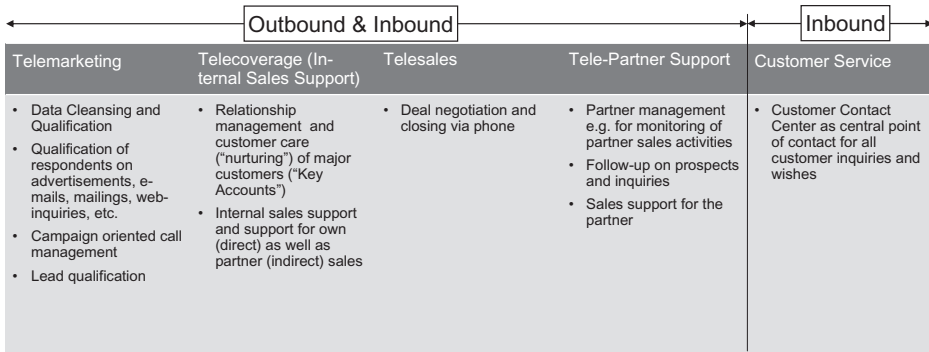 Outbound & Inbound
Inbound
Telemarketing
Telecoverage (In-
ternal Sales Support)
Telesales
Tele-Partner Support
Customer Service
• Data Cleansing and
Qualification
• Qualification of
respondents on
advertisements, e-
mails, mailings, web-
inquiries, etc.
• Campaign oriented call
management
• Lead qualification
• Relationship
management and
customer care
(“nurturing”) of major
customers (“Key
Accounts”)
• Internal sales support
and support for own
(direct) as well as
partner (indirect) sales
• Deal negotiation and
closing via phone
• Partner management
e.g. for monitoring of
partner sales activities
• Follow-up on prospects
and inquiries
• Sales support for the
partner
• Customer Contact
Center as central point
of contact for all
customer inquiries and
wishes